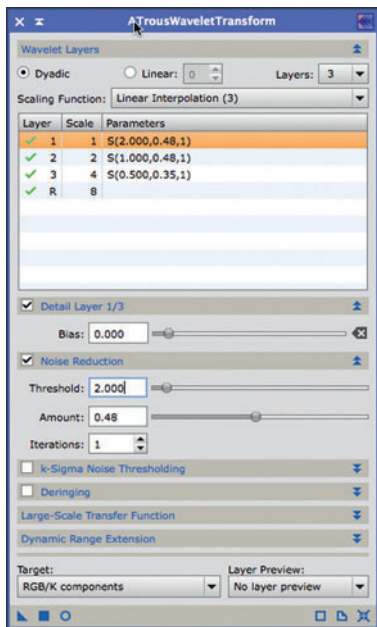 ATrousWaveletTransform
Wavelet Layers
Dyadic Linear: 0 Layers: 3
Scaling Function: Linear Interpolation (3)
Layer Scale Parameters
1 1 S(2.000,0.48,1)
2 2 S(1.000,0.48,1)
3 4 S(0.500,0.35,1)
R 8
Detail Layer 1/3
Bias: 0.000
Noise Reduction
Threshold: 2.000
Amount: 0.48
Iterations: 1
k-Sigma Noise Thresholding
Deringing
Large-Scale Transfer Function
Dynamic Range Extension
Target: Layer Preview:
RGB/K components No layer preview